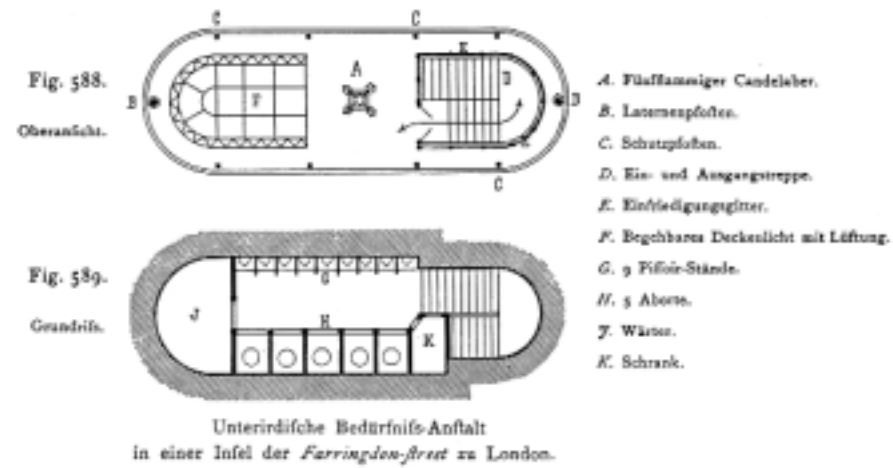 C
C
Fig. 588.
A
E
D
B
F
B
Oberansicht.
C
A. Fünfflammiger Candelaber.
B. Laternenpfosten.
C. Schutzpfosten.
D. Ein- und Ausgangstreppe.
E. Einfriedigungsgitter.
F. Begehbares Deckenlicht mit Lüftung.
G. 9 Piſſoir-Stände.
H. 5 Aborte.
J. Wärter.
K. Schrank.
Fig. 589.
G
J
H
K
Grundriſs.
Unterirdiſche Bedürfniſs-Anſtalt
in einer Inſel der Farringdon-ſtreet zu London.